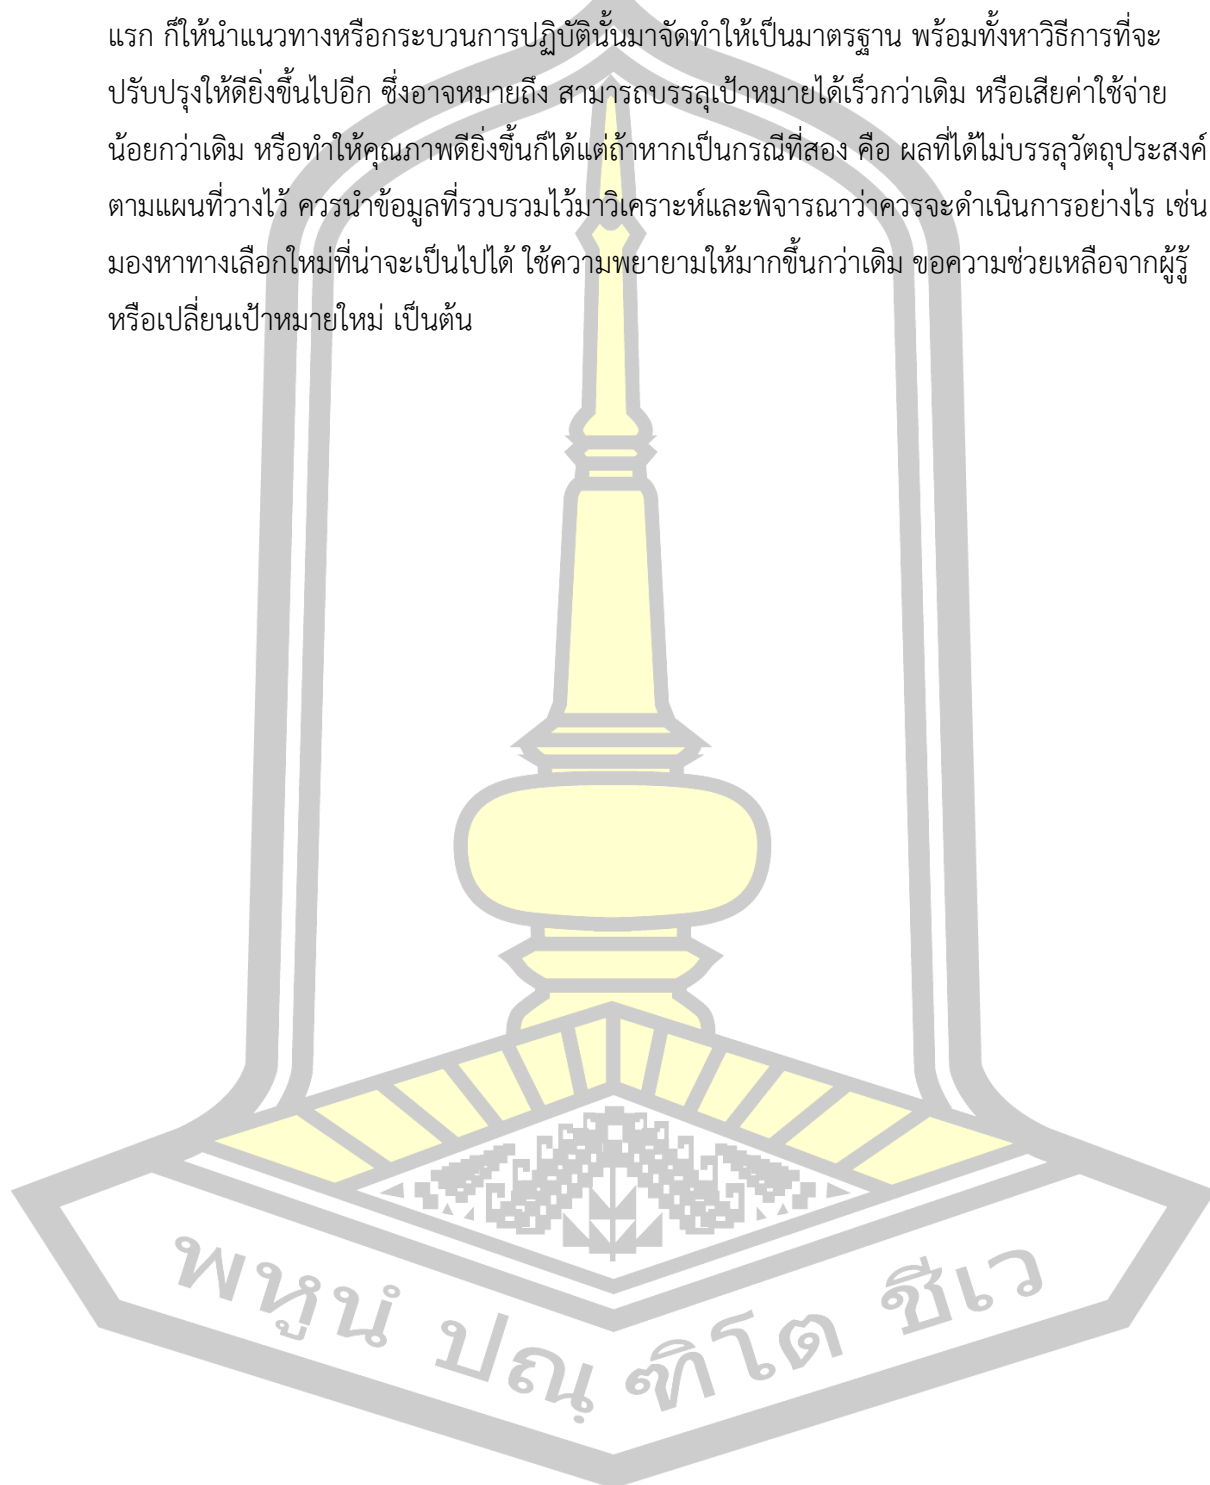 แรก ก็ให้นำแนวทางหรือกระบวนการปฏิบัตินั้นมาจัดทำให้เป็นมาตรฐาน พร้อมทั้งหาวิธีการที่จะ
ปรับปรุงให้ดียิ่งขึ้นไปอีก ซึ่งอาจหมายถึง สามารถบรรลุเป้าหมายได้เร็วกว่าเดิม หรือเสียค่าใช้จ่าย
น้อยกว่าเดิม หรือทำให้คุณภาพดียิ่งขึ้นก็ได้แต่ถ้าหากเป็นกรณีที่สอง คือ ผลที่ได้ไม่บรรลุวัตถุประสงค์
ตามแผนที่วางไว้ ควรนำข้อมูลที่รวบรวมไว้มาวิเคราะห์และพิจารณาว่าควรจะดำเนินการอย่างไร เช่น
มองหาทางเลือกใหม่ที่น่าจะเป็นไปได้ ใช้ความพยายามให้มากขึ้นกว่าเดิม ขอความช่วยเหลือจากผู้รู้
หรือเปลี่ยนเป้าหมายใหม่ เป็นต้น
พหูนํ ปณฺ ฑิโต ชีเว